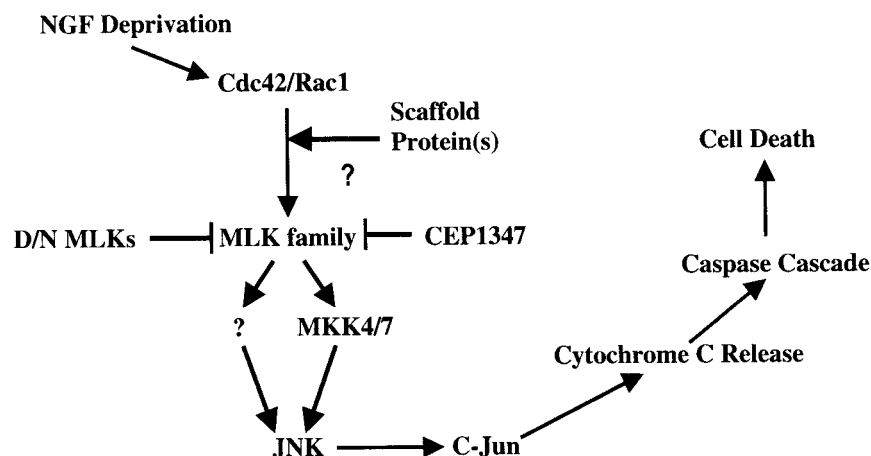 NGF Deprivation
Cdc42/Rac1
Scaffold
Protein(s)
?
Cell Death
D/N MLKs
MLK family
CEP1347
Caspase Cascade
?
MKK4/7
Cytochrome C Release
JNK
C-Jun